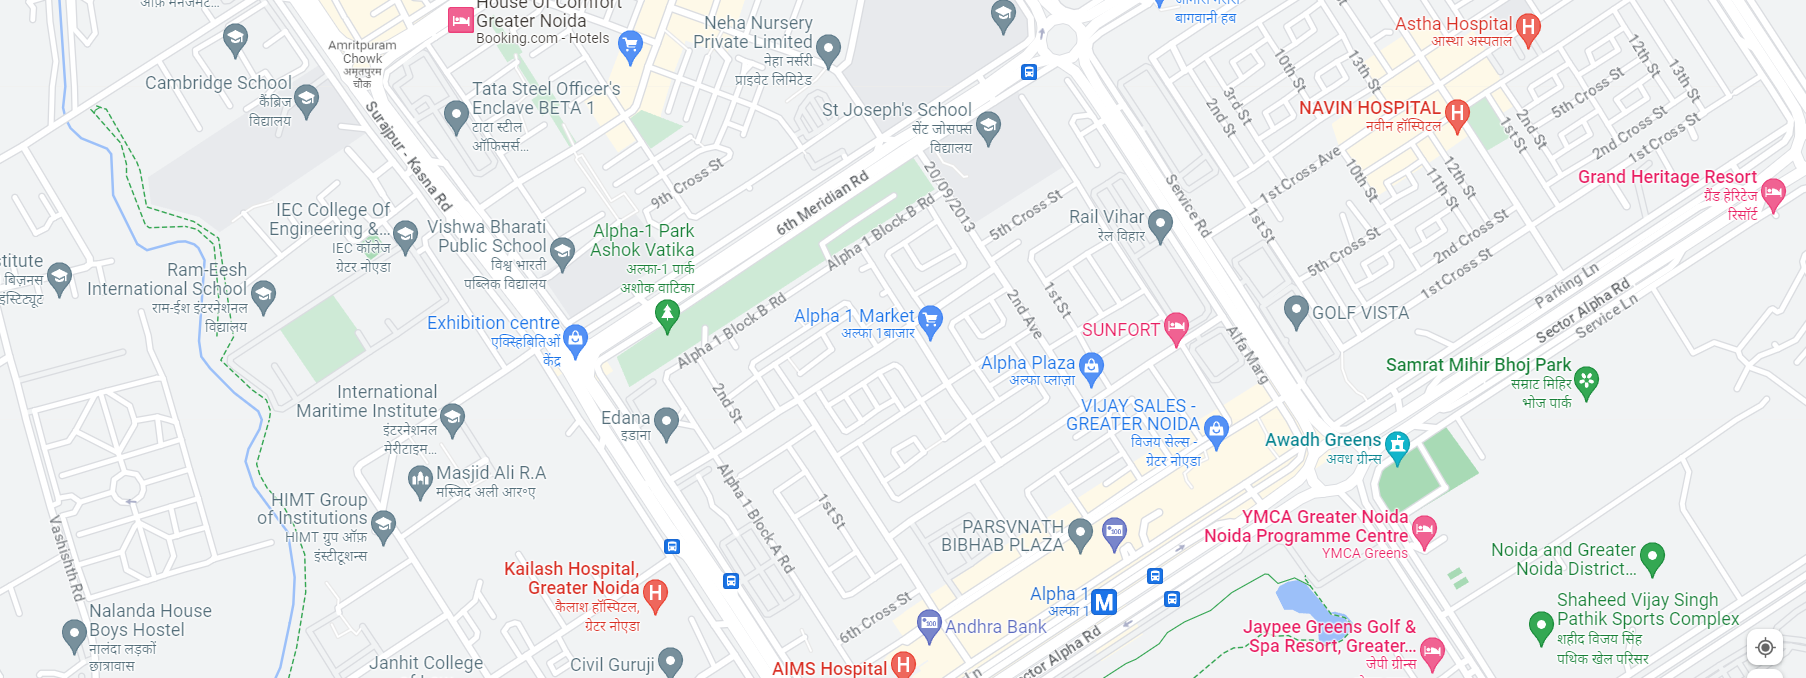 ऑफ़ मैनेजमेंट...
House Of Comfort
Greater Noida
Booking.com - Hotels
Amritpuram
Chowk
अमृतपुरम
चौक
Neha Nursery
Private Limited
नेहा नर्सरी
प्राइवेट लिमिटेड
बागवानी हब
Astha Hospital
आस्था अस्पताल
Cambridge School
कैंब्रिज
विद्यालय
Tata Steel Officer's
Enclave BETA 1
टाटा स्टील
ऑफिसर्स...
St Joseph's School
सेंट जोसफ्स
विद्यालय
NAVIN HOSPITAL
नवीन हॉस्पिटल
10th St
13th St
12th St
13th St
3rd St
2nd St
5th Cross St
1st St
2nd St
2nd Cross St
1st Cross St
Surajpur - Kasna Rd
9th Cross St
6th Meridian Rd
20/09/2013
5th Cross St
Service Rd
1st Cross Ave
10th St
12th St
11th St
Grand Heritage Resort
ग्रैंड हेरिटेज
रिसॉर्ट
IEC College Of
Engineering &...
IEC कॉलेज
ग्रेटर नोएडा
Vishwa Bharati
Public School
विश्व भारती
पब्लिक विद्यालय
Alpha-1 Park
Ashok Vatika
अल्फा-1 पार्क
अशोक वाटिका
Alpha 1 Block B Rd
Rail Vihar
रेल विहार
1st St
5th Cross St
2nd Cross St
1st Cross St
Parking Ln
Sector Alpha Rd
Service Ln
stitute
बिज़नस
इंस्टिट्यूट
Ram-Eesh
International School
राम-ईश इंटरनेशनल
विद्यालय
Exhibition centre
एक्स्हिबितिओं
केंद्र
Alpha 1 Block B Rd
Alpha 1 Market
अल्फा 1बाजार
2nd Ave
1st St
SUNFORT
Alfa Marg
GOLF VISTA
Alpha Plaza
अल्फा प्लाज़ा
Samrat Mihir Bhoj Park
सम्राट मिहिर
भोज पार्क
International
Maritime Institute
इंटरनेशनल
मेरीटाइम...
2nd St
Edana
इडाना
VIJAY SALES -
GREATER NOIDA
विजय सेल्स -
ग्रेटर नोएडा
Awadh Greens
अवध ग्रीन्स
Masjid Ali R.A
मस्जिद अली आर॰ए
HIMT Group
of Institutions
HIMT ग्रुप ऑफ़
इंस्टीटूशन्स
Vashishth Rd
Alpha 1 Block A Rd
1st St
PARSVNATH
BIBHAB PLAZA
YMCA Greater Noida
Noida Programme Centre
YMCA Greens
Noida and Greater
Noida District...
Kailash Hospital,
Greater Noida
कैलाश हॉस्पिटल,
ग्रेटर नोएडा
6th Cross St
Alpha 1
अल्फा 1
M
Andhra Bank
Nalanda House
Boys Hostel
नालंदा लड़कों
छात्रावास
Janhit College
Civil Guruji
AIMS Hospital
Ln
ector Alpha Rd
Jaypee Greens Golf &
Spa Resort, Greater...
जेपी ग्रीन्स
Shaheed Vijay Singh
Pathik Sports Complex
शहीद विजय सिंह
पथिक खेल परिसर